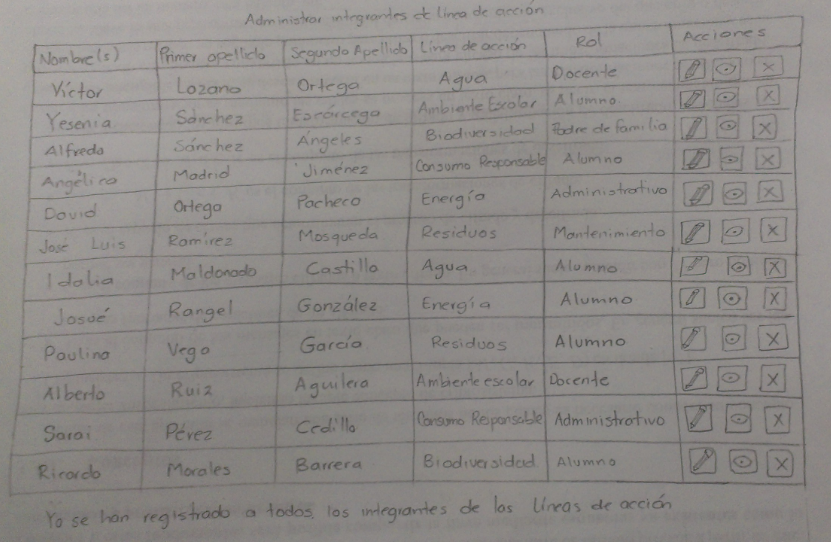 Administrar integrantes de línea de acción
Nombre(s) Primer apellido Segundo Apellido Línea de acción Rol Acciones
Víctor Lozano Ortega Agua Docente
Yesenia Sánchez Escárcega Ambiente Escolar Alumno
Alfredo Sánchez Ángeles Biodiversidad Padre de familia
Angélica Madrid Jiménez Consumo Responsable Alumno
David Ortega Pacheco Energía Administrativo
José Luis Ramírez Mosqueda Residuos Mantenimiento
Idalia Maldonado Castillo Agua Alumno
Josué Rangel González Energía Alumno
Paulina Vega García Residuos Alumno
Alberto Ruiz Aguilera Ambiente escolar Docente
Sarai Pérez Cedillo Consumo Responsable Administrativo
Ricardo Morales Barrera Biodiversidad Alumno
Ya se han registrado a todos los integrantes de las líneas de acción